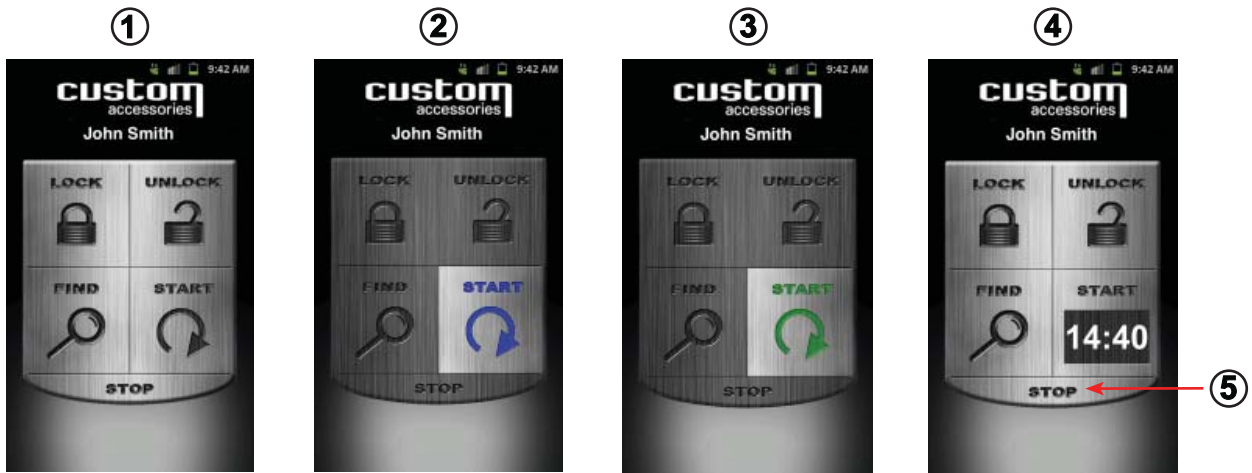 1 2 3 4
9:42 AM
custom
accessories
John Smith
LOCK UNLOCK
FIND START
STOP
9:42 AM
custom
accessories
John Smith
LOCK UNLOCK
FIND START
STOP
9:42 AM
custom
accessories
John Smith
LOCK UNLOCK
FIND START
STOP
9:42 AM
custom
accessories
John Smith
LOCK UNLOCK
FIND START
14:40
STOP
5